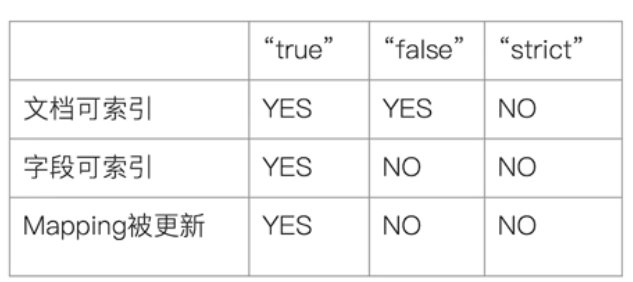 “true” “false” “strict”
文档可索引 YES YES NO
字段可索引 YES NO NO
Mapping被更新 YES NO NO